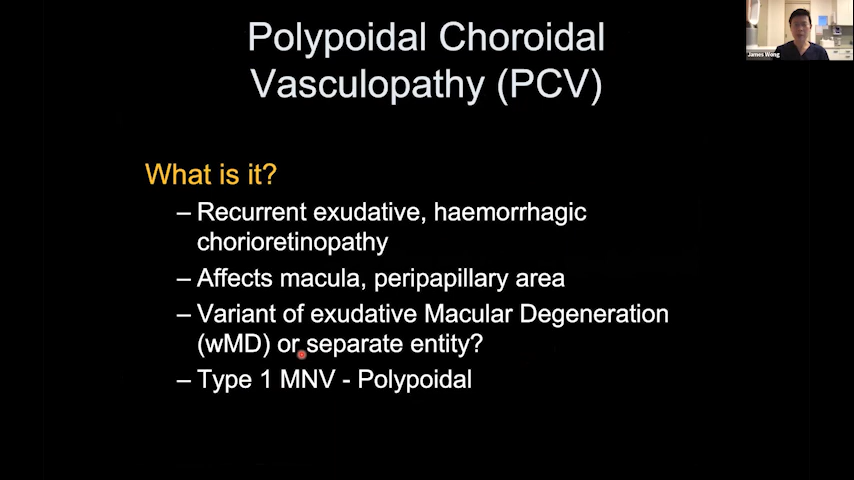 Polypoidal Choroidal
Vasculopathy (PCV)
James Wong
What is it?
– Recurrent exudative, haemorrhagic
chorioretinopathy
– Affects macula, peripapillary area
– Variant of exudative Macular Degeneration
(wMD) or separate entity?
– Type 1 MNV - Polypoidal